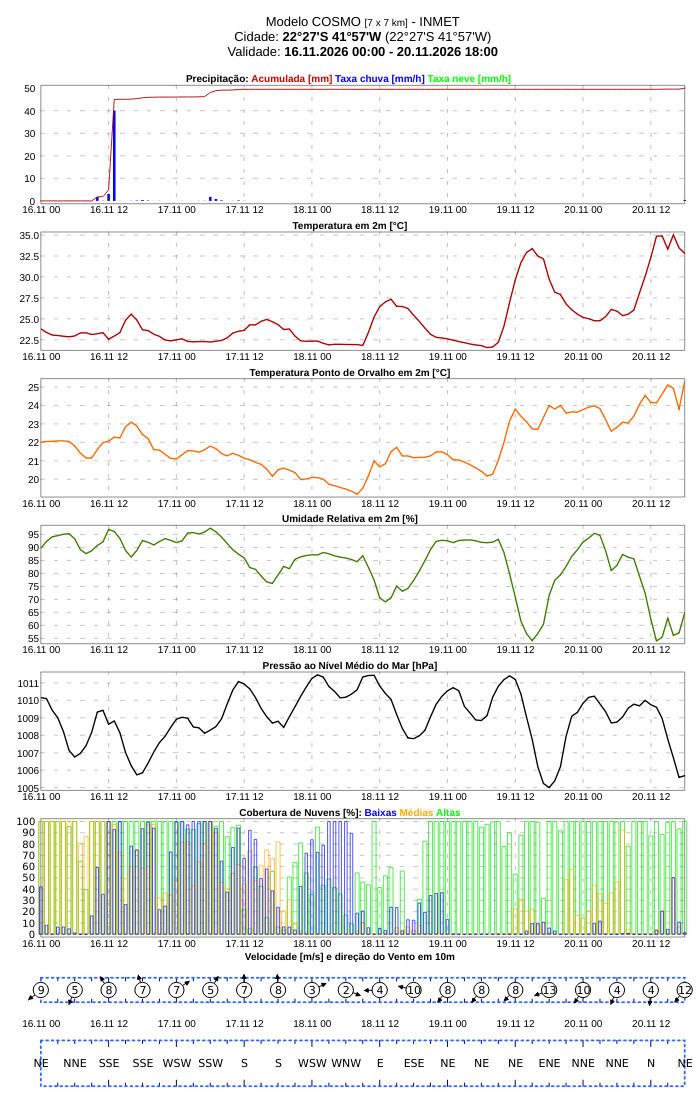 Modelo COSMO [7 x 7 km] - INMET
Cidade: 22°27'S 41°57'W (22°27'S 41°57'W)
Validade: 16.11.2026 00:00 - 20.11.2026 18:00
Precipitação: Acumulada [mm] Taxa chuva [mm/h] Taxa neve [mm/h]
50
40
30
20
10
0
16.11 00 16.11 12 17.11 00 17.11 12 18.11 00 18.11 12 19.11 00 19.11 12 20.11 00 20.11 12
Temperatura em 2m [°C]
35.0
32.5
30.0
27.5
25.0
22.5
16.11 00 16.11 12 17.11 00 17.11 12 18.11 00 18.11 12 19.11 00 19.11 12 20.11 00 20.11 12
Temperatura Ponto de Orvalho em 2m [°C]
25
24
23
22
21
20
16.11 00 16.11 12 17.11 00 17.11 12 18.11 00 18.11 12 19.11 00 19.11 12 20.11 00 20.11 12
Umidade Relativa em 2m [%]
95
90
85
80
75
70
65
60
55
16.11 00 16.11 12 17.11 00 17.11 12 18.11 00 18.11 12 19.11 00 19.11 12 20.11 00 20.11 12
Pressão ao Nível Médio do Mar [hPa]
1011
1010
1009
1008
1007
1006
1005
16.11 00 16.11 12 17.11 00 17.11 12 18.11 00 18.11 12 19.11 00 19.11 12 20.11 00 20.11 12
Cobertura de Nuvens [%]: Baixas Médias Altas
100
90
80
70
60
50
40
30
20
10
0
16.11 00 16.11 12 17.11 00 17.11 12 18.11 00 18.11 12 19.11 00 19.11 12 20.11 00 20.11 12
Velocidade [m/s] e direção do Vento em 10m
9 5 8 7 7 5 7 8 3 2 4 10 8 8 8 13 10 4 4 12
16.11 00 16.11 12 17.11 00 17.11 12 18.11 00 18.11 12 19.11 00 19.11 12 20.11 00 20.11 12
NE NNE SSE SSE WSW SSW S S WSW WNW E ESE NE NE NE ENE NNE NNE N NE